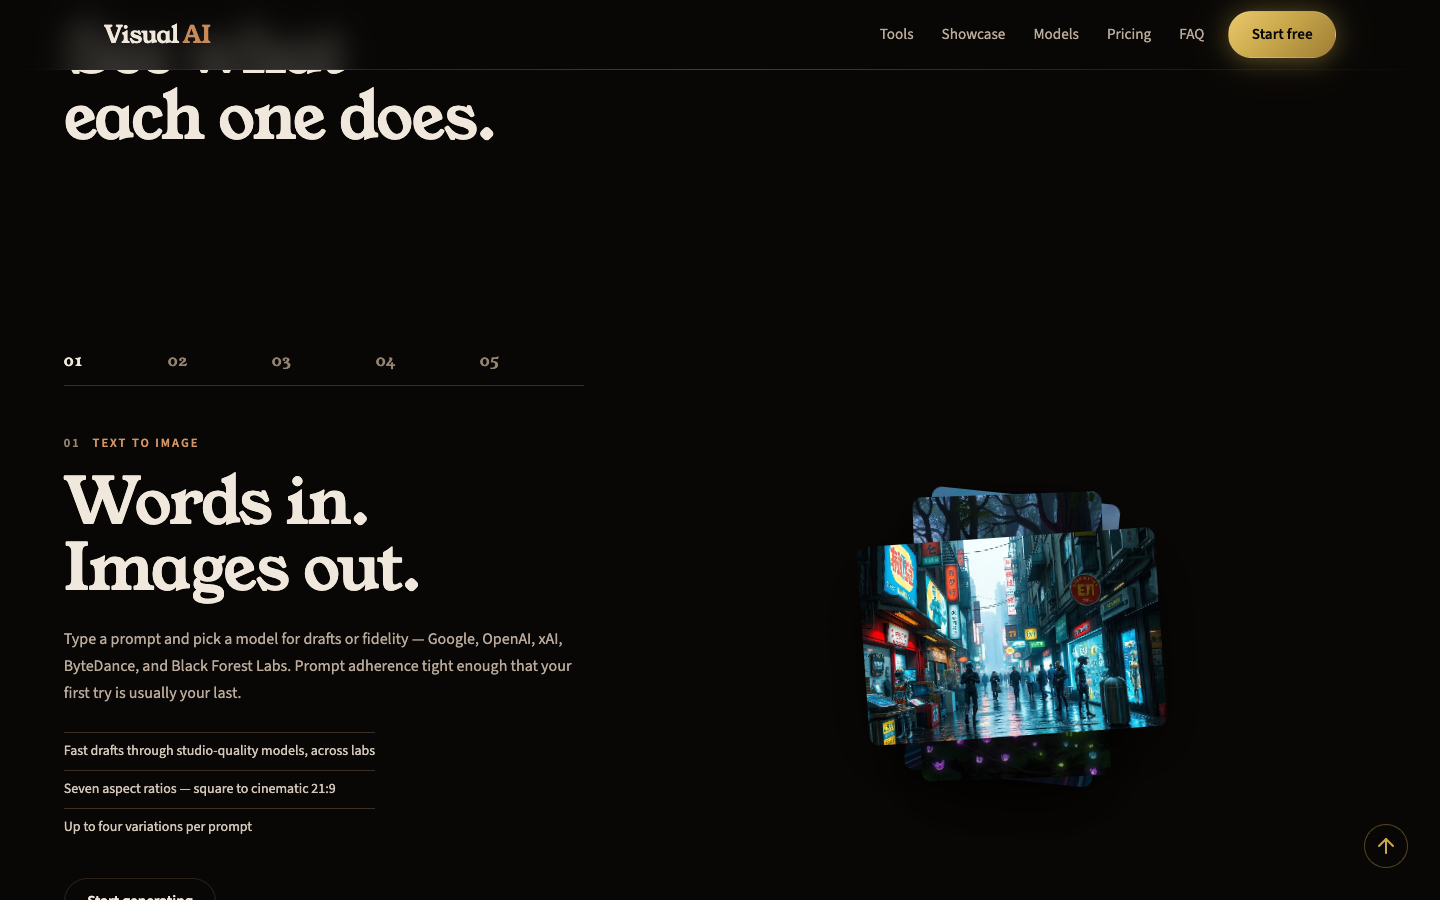 Visual AI
Tools
Showcase
Models
Pricing
FAQ
Start free
See what
each one does.
01
02
03
04
05
01 TEXT TO IMAGE
Words in.
Images out.
Type a prompt and pick a model for drafts or fidelity — Google, OpenAI, xAI,
ByteDance, and Black Forest Labs. Prompt adherence tight enough that your
first try is usually your last.
Fast drafts through studio-quality models, across labs
Seven aspect ratios — square to cinematic 21:9
Up to four variations per prompt
Start generating